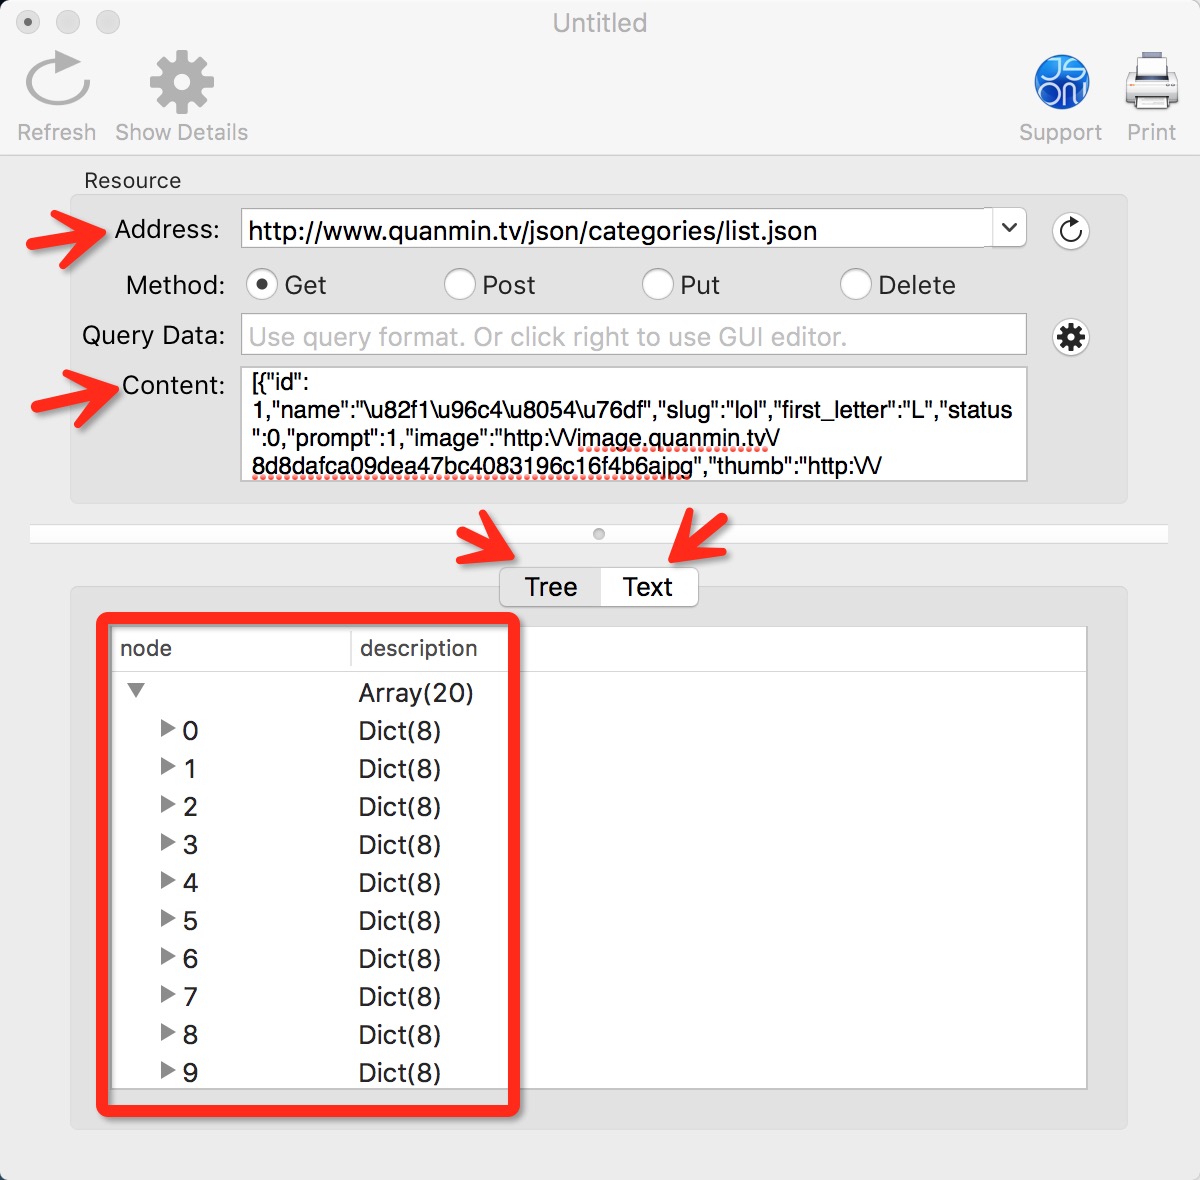 Untitled
Refresh
Show Details
JSON
Support
Print
Resource
Address:
http://www.quanmin.tv/json/categories/list.json
Method:
Get
Post
Put
Delete
Query Data:
Use query format. Or click right to use GUI editor.
Content:
[{"id":
1,"name":"\u82f1\u96c4\u8054\u76df","slug":"lol","first_letter":"L","status
":0,"prompt":1,"image":"http:\/\/image.quanmin.tv\/
8d8dafca09dea47bc4083196c16f4b6ajpg","thumb":"http:\/\/
Tree
Text
node
description
Array(20)
0 Dict(8)
1 Dict(8)
2 Dict(8)
3 Dict(8)
4 Dict(8)
5 Dict(8)
6 Dict(8)
7 Dict(8)
8 Dict(8)
9 Dict(8)